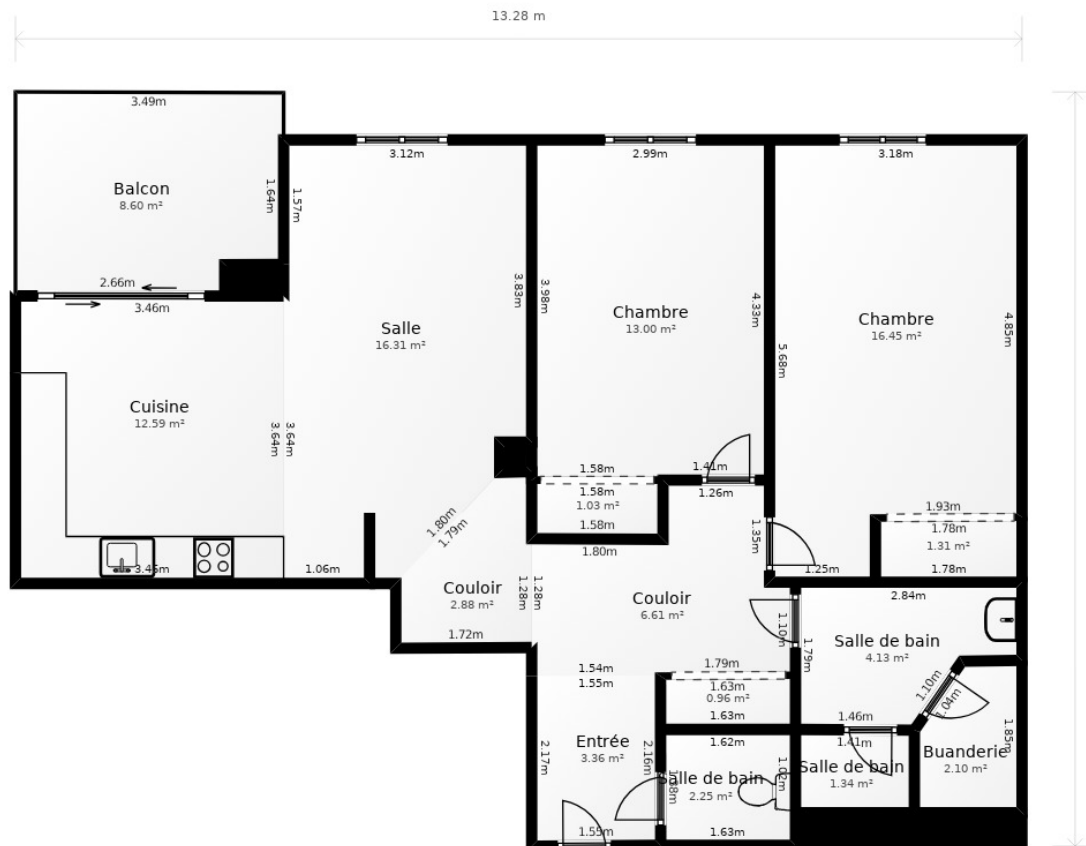 13.28 m
3.49m
Balcon
8.60 m²
1.64m
1.57m
2.66m
3.46m
3.12m
Salle
16.31 m²
3.83m
2.99m
3.98m
Chambre
13.00 m²
4.33m
3.18m
Chambre
16.45 m²
5.68m
4.85m
Cuisine
12.59 m²
3.64m
3.64m
1.06m
1.80m
1.79m
1.58m
1.58m
1.03 m²
1.58m
1.41m
1.26m
1.80m
1.35m
1.93m
1.78m
1.31 m²
1.78m
1.25m
Couloir
2.88 m²
1.72m
1.28m
1.28m
Couloir
6.61 m²
1.10m
2.84m
Salle de bain
4.13 m²
1.79m
1.54m
1.55m
1.79m
1.63m
0.96 m²
1.63m
1.10m
1.04m
1.46m
1.41m
Entrée
3.36 m²
2.17m
2.16m
1.55m
1.62m
Salle de bain
2.25 m²
1.02m
1.63m
Salle de bain
1.34 m²
Buanderie
2.10 m²
1.85m